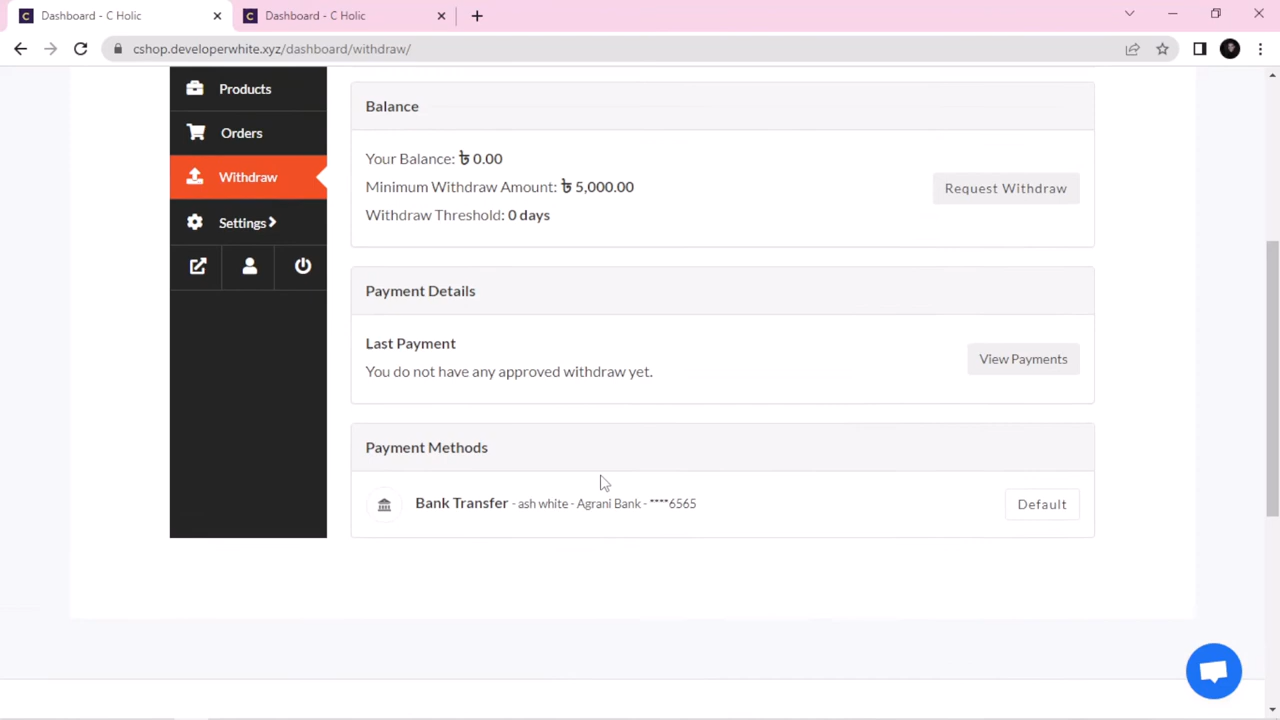 Dashboard - C Holic
Dashboard - C Holic
cshop.developerwhite.xyz/dashboard/withdraw/
Products
Orders
Withdraw
Settings
Balance
Your Balance: ৳ 0.00
Minimum Withdraw Amount: ৳ 5,000.00
Withdraw Threshold: 0 days
Request Withdraw
Payment Details
Last Payment
You do not have any approved withdraw yet.
View Payments
Payment Methods
Bank Transfer - ash white - Agrani Bank - ****6565
Default